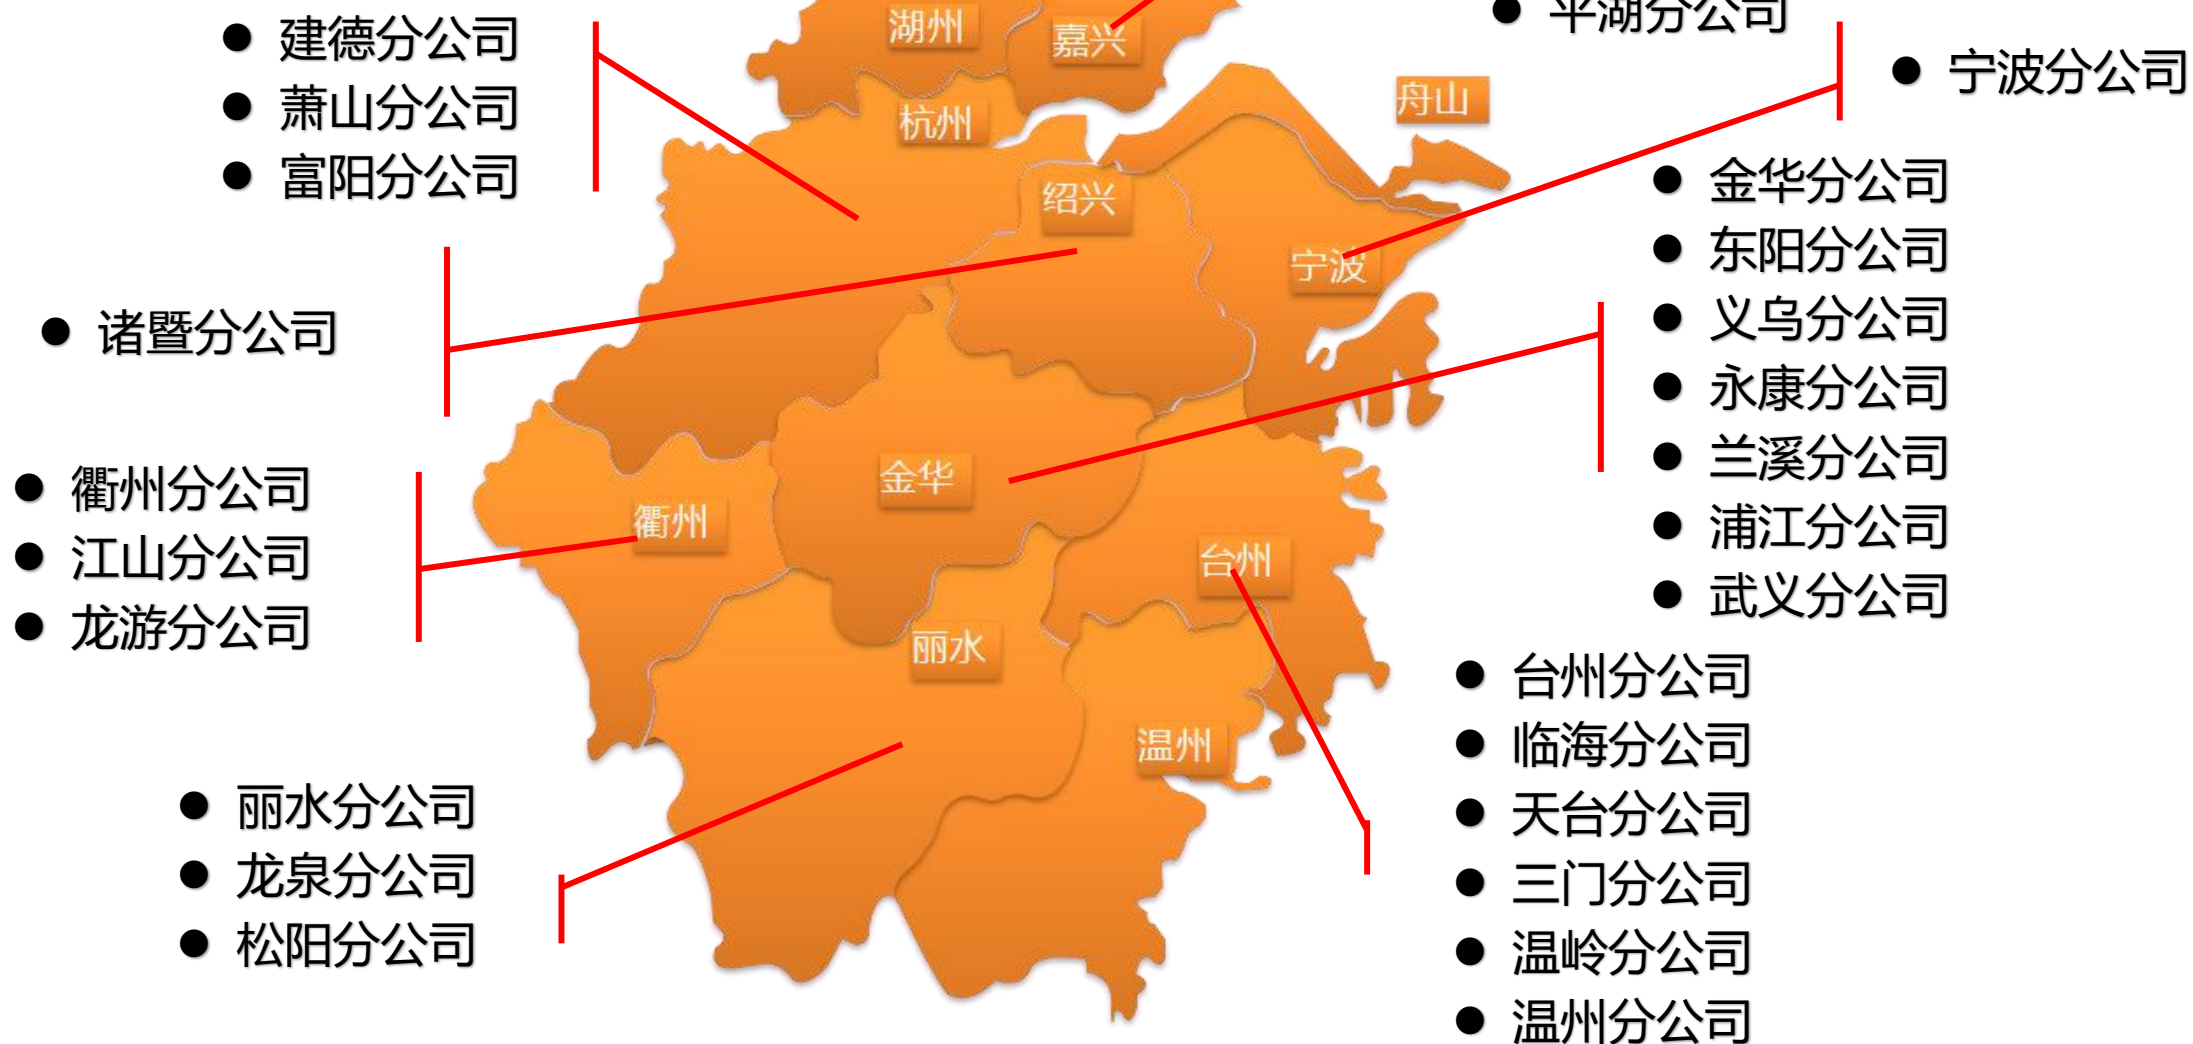 平湖分公司
建德分公司
萧山分公司
富阳分公司
宁波分公司
诸暨分公司
金华分公司
东阳分公司
义乌分公司
永康分公司
兰溪分公司
浦江分公司
武义分公司
衢州分公司
江山分公司
龙游分公司
丽水分公司
龙泉分公司
松阳分公司
台州分公司
临海分公司
天台分公司
三门分公司
温岭分公司
温州分公司
湖州
嘉兴
杭州
舟山
绍兴
宁波
金华
衢州
台州
丽水
温州